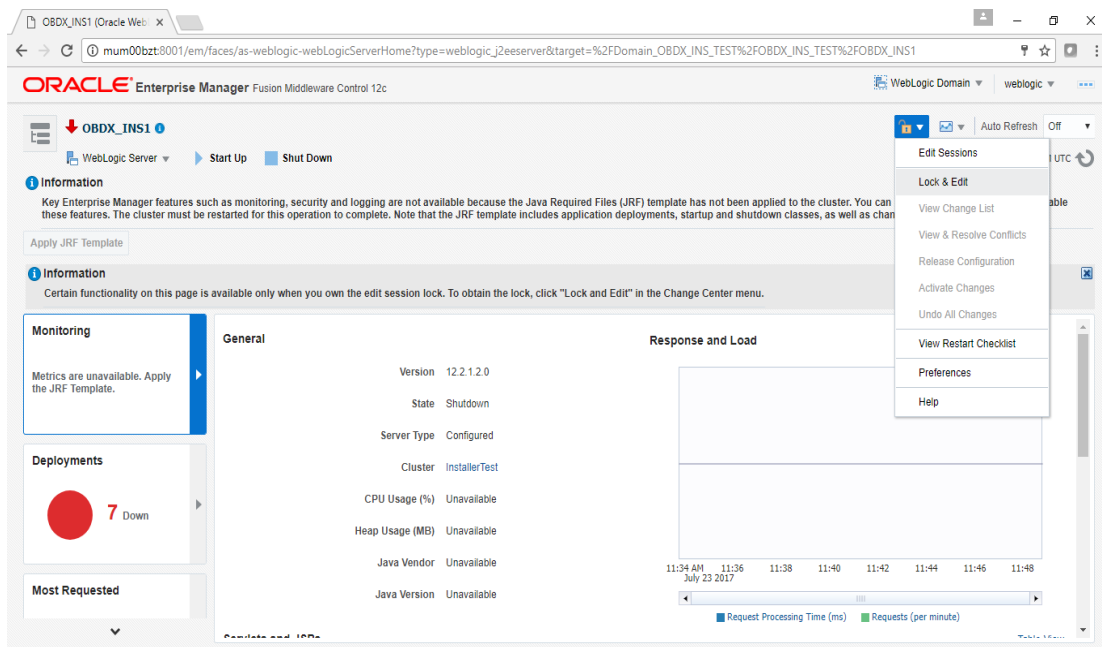 OBDX_INS1 (Oracle Web
mum00bzt:8001/em/faces/as-weblogic-webLogicServerHome?type=weblogic_j2eeserver&target=%2FDomain_OBDX_INS_TEST%2FOBDX_INS_TEST%2FOBDX_INS1
ORACLE Enterprise Manager Fusion Middleware Control 12c
WebLogic Domain
weblogic
OBDX_INS1
Auto Refresh Off
WebLogic Server
Start Up
Shut Down
UTC
Edit Sessions
Lock & Edit
View Change List
View & Resolve Conflicts
Release Configuration
Activate Changes
Undo All Changes
View Restart Checklist
Preferences
Help
Information
Key Enterprise Manager features such as monitoring, security and logging are not available because the Java Required Files (JRF) template has not been applied to the cluster. You can
these features. The cluster must be restarted for this operation to complete. Note that the JRF template includes application deployments, startup and shutdown classes, as well as
Apply JRF Template
Information
Certain functionality on this page is available only when you own the edit session lock. To obtain the lock, click "Lock and Edit" in the Change Center menu.
Monitoring
Metrics are unavailable. Apply
the JRF Template.
Deployments
7 Down
Most Requested
General
Version 12.2.1.2.0
State Shutdown
Server Type Configured
Cluster InstallerTest
CPU Usage (%) Unavailable
Heap Usage (MB) Unavailable
Java Vendor Unavailable
Java Version Unavailable
Servlets and JSPs
Response and Load
11:34 AM 11:36 11:38 11:40 11:42 11:44 11:46 11:48
July 23 2017
Request Processing Time (ms) Requests (per minute)
Table View